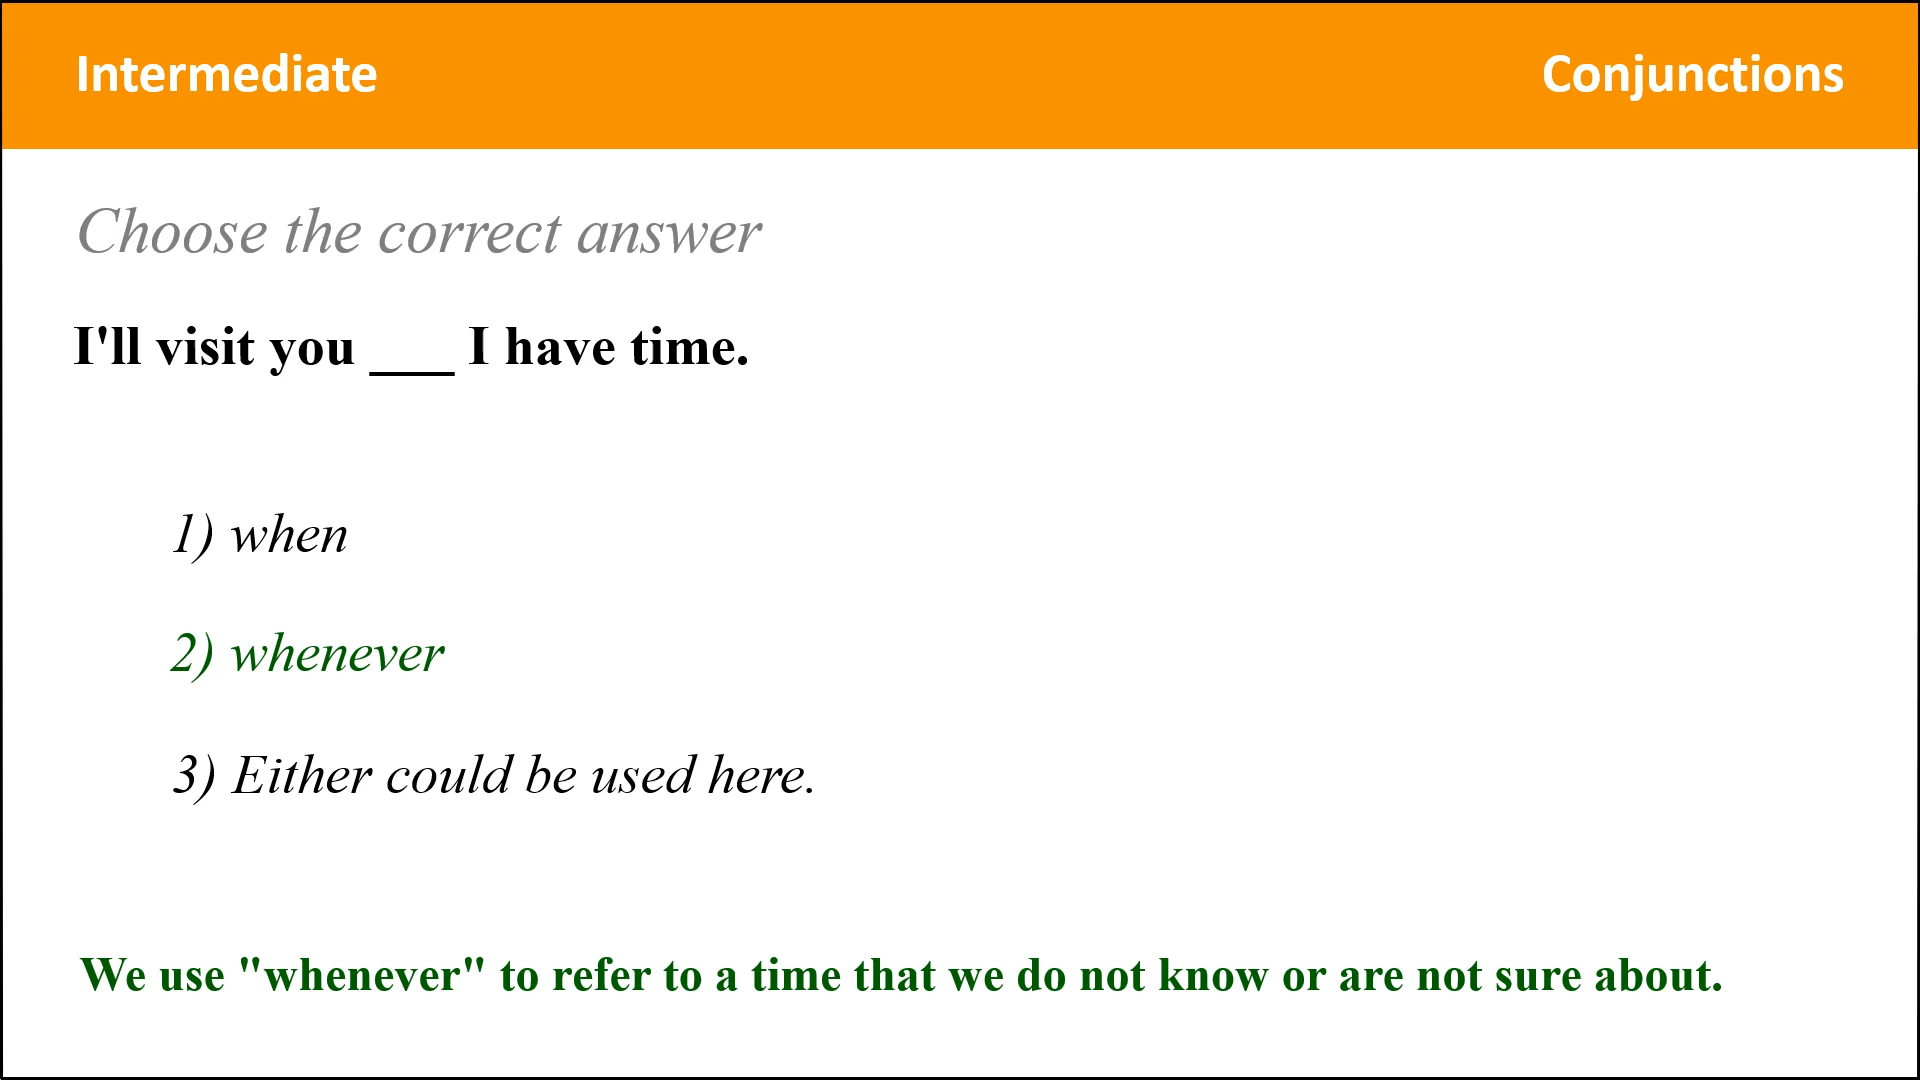 Intermediate
Conjunctions
Choose the correct answer
I'll visit you ___ I have time.
1) when
2) whenever
3) Either could be used here.
We use "whenever" to refer to a time that we do not know or are not sure about.